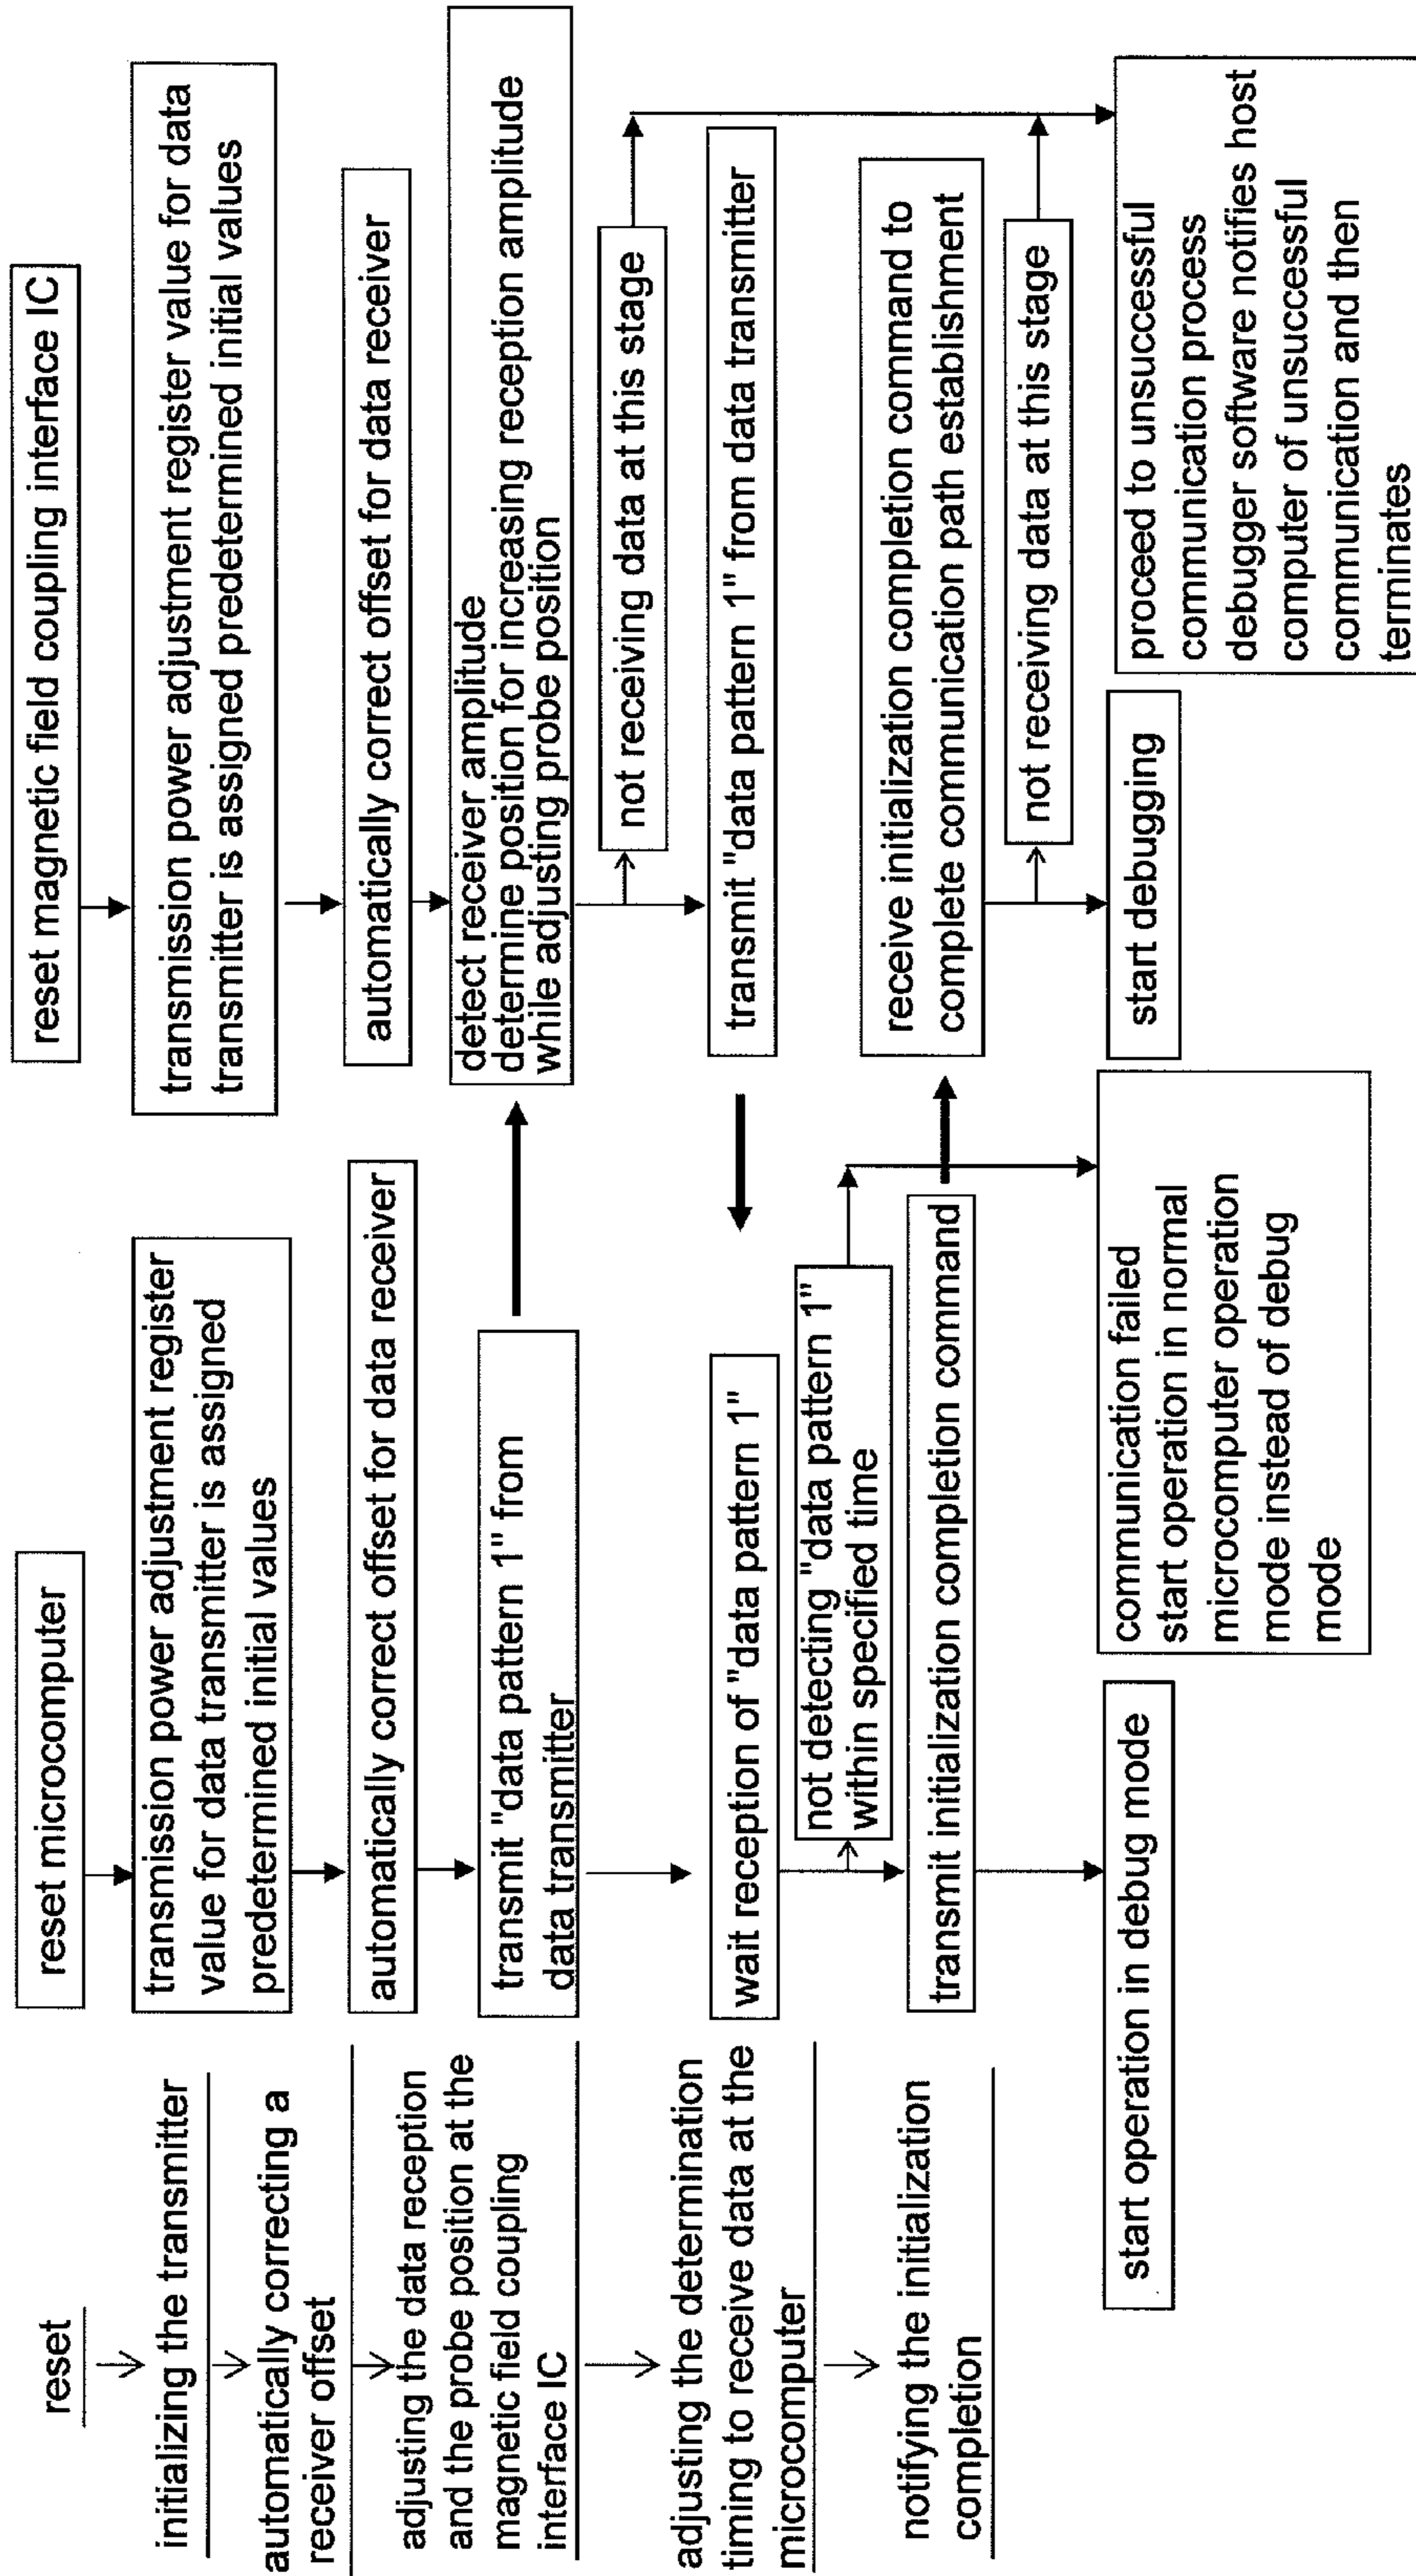 reset
initializing the transmitter
automatically correcting a
receiver offset
adjusting the data reception
and the probe position at the
magnetic field coupling
interface IC
adjusting the determination
timing to receive data at the
microcomputer
notifying the initialization
completion
reset microcomputer
transmission power adjustment register
value for data transmitter is assigned
predetermined initial values
automatically correct offset for data receiver
transmit "data pattern 1" from
data transmitter
wait reception of "data pattern 1"
not detecting "data pattern 1"
within specified time
transmit initialization completion command
start operation in debug mode
communication failed
start operation in normal
microcomputer operation
mode instead of debug
mode
reset magnetic field coupling interface IC
transmission power adjustment register value for data
transmitter is assigned predetermined initial values
automatically correct offset for data receiver
detect receiver amplitude
determine position for increasing reception amplitude
while adjusting probe position
not receiving data at this stage
transmit "data pattern 1" from data transmitter
receive initialization completion command to
complete communication path establishment
not receiving data at this stage
start debugging
proceed to unsuccessful
communication process
debugger software notifies host
computer of unsuccessful
communication and then
terminates